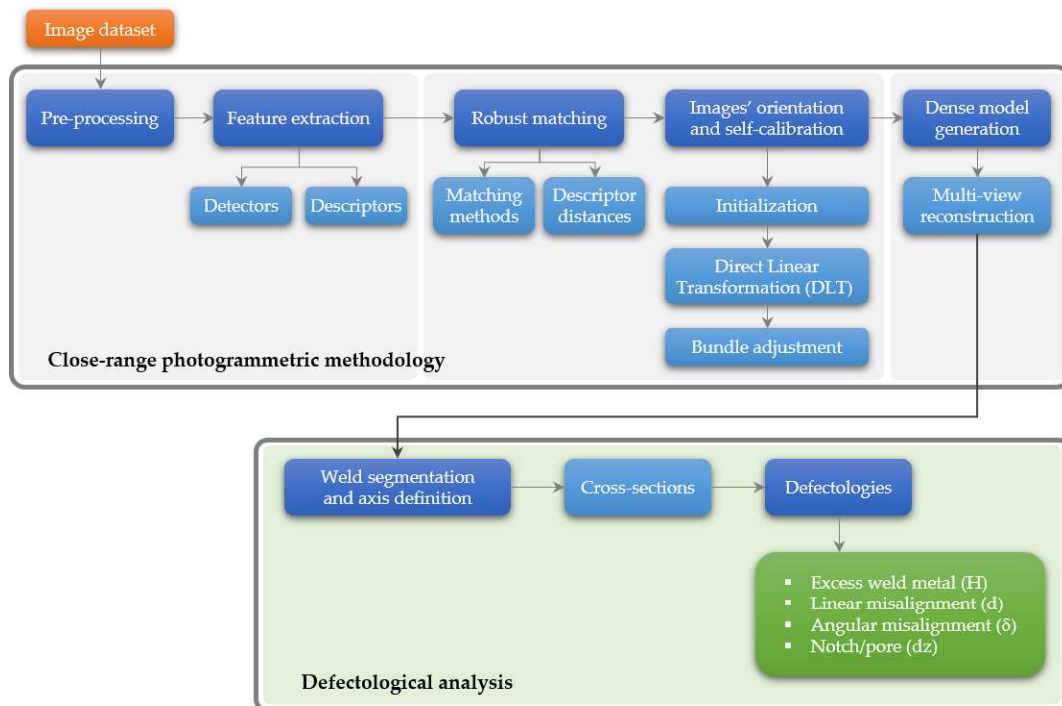 Image dataset
Pre-processing
Feature extraction
Robust matching
Images' orientation
and self-calibration
Dense model
generation
Detectors
Descriptors
Matching
methods
Descriptor
distances
Initialization
Multi-view
reconstruction
Direct Linear
Transformation (DLT)
Bundle adjustment
Close-range photogrammetric methodology
Weld segmentation
and axis definition
Cross-sections
Defectologies
▪ Excess weld metal (H)
▪ Linear misalignment (d)
▪ Angular misalignment (δ)
▪ Notch/pore (dz)
Defectological analysis